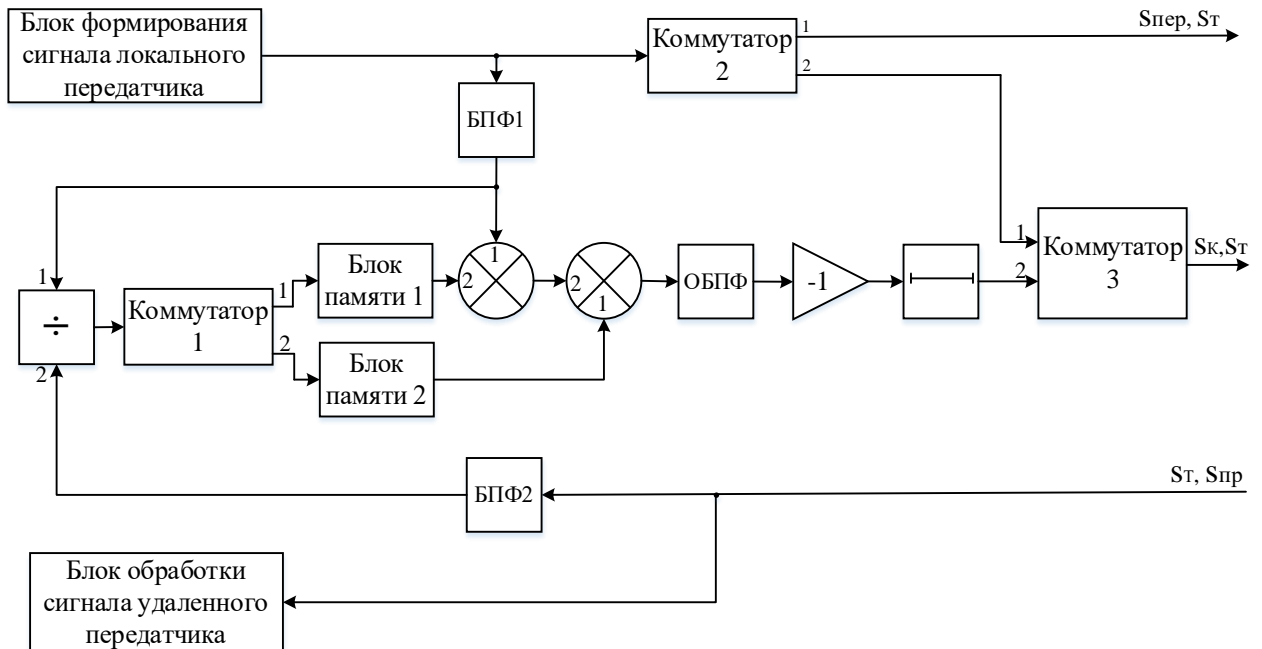 Блок формирования
сигнала локального
передатчика
Коммутатор
2
1
2
Sпер, Sт
БПФ1
1
2
÷
Коммутатор
1
1
2
Блок
памяти 1
Блок
памяти 2
1
2
2
1
ОБПФ
-1
1
2
Коммутатор
3
Sк,Sт
БПФ2
Sт, Sпр
Блок обработки
сигнала удаленного
передатчика